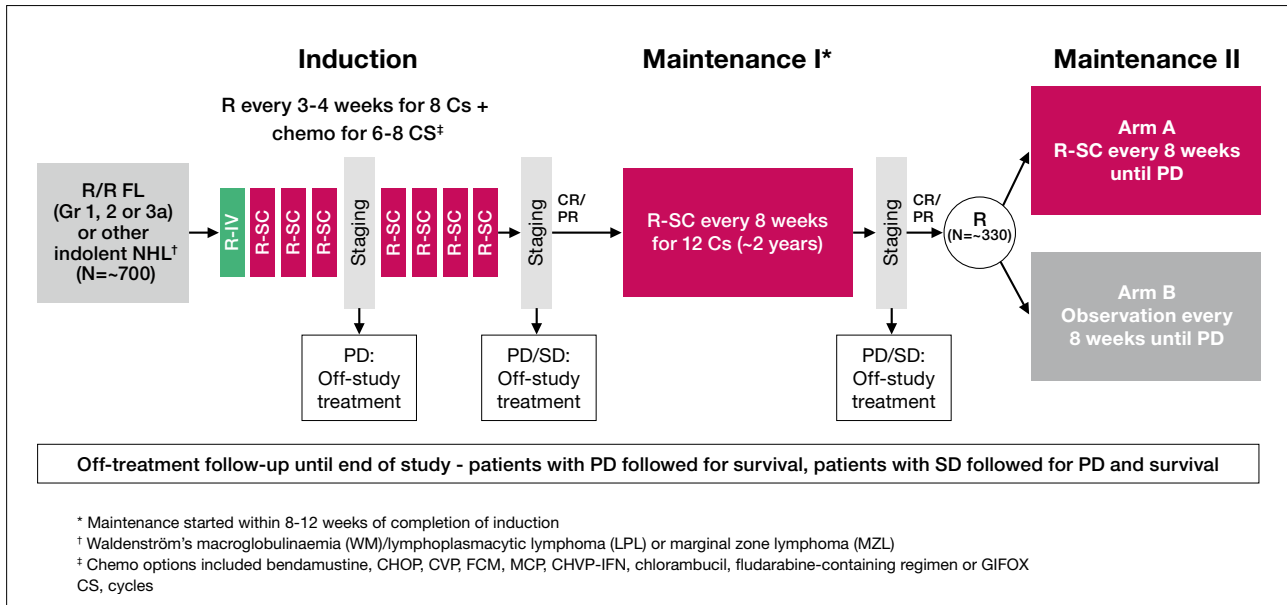 Induction
Maintenance I*
Maintenance II
R every 3-4 weeks for 8 Cs +
chemo for 6-8 CS‡
R/R FL
(Gr 1, 2 or 3a)
or other
indolent NHL†
(N=~700)
R-IV
R-SC
R-SC
R-SC
Staging
R-SC
R-SC
R-SC
R-SC
Staging
CR/
PR
R-SC every 8 weeks
for 12 Cs (~2 years)
Staging
CR/
PR
R
(N=~330)
Arm A
R-SC every 8 weeks
until PD
Arm B
Observation every
8 weeks until PD
PD:
Off-study
treatment
PD/SD:
Off-study
treatment
PD/SD:
Off-study
treatment
Off-treatment follow-up until end of study - patients with PD followed for survival, patients with SD followed for PD and survival
* Maintenance started within 8-12 weeks of completion of induction
† Waldenström's macroglobulinaemia (WM)/lymphoplasmacytic lymphoma (LPL) or marginal zone lymphoma (MZL)
‡ Chemo options included bendamustine, CHOP, CVP, FCM, MCP, CHVP-IFN, chlorambucil, fludarabine-containing regimen or GIFOX
CS, cycles